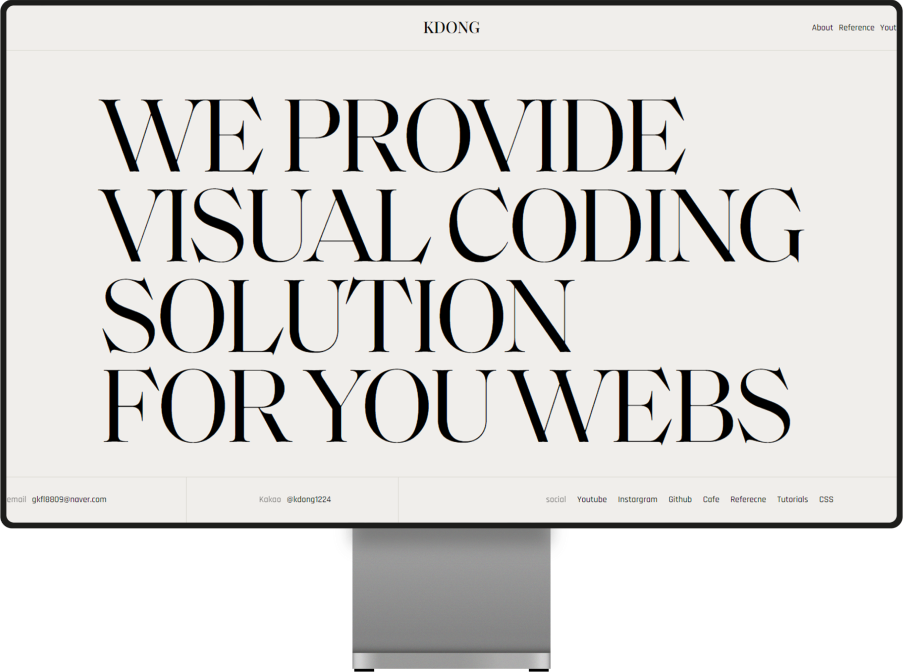 KDONG
About Reference Yout
WE PROVIDE
VISUAL CODING
SOLUTION
FOR YOU WEBS
email gkfl8809@naver.com
Kakao @kdong1224
social Youtube Instargram Github Cafe Referecne Tutorials CSS